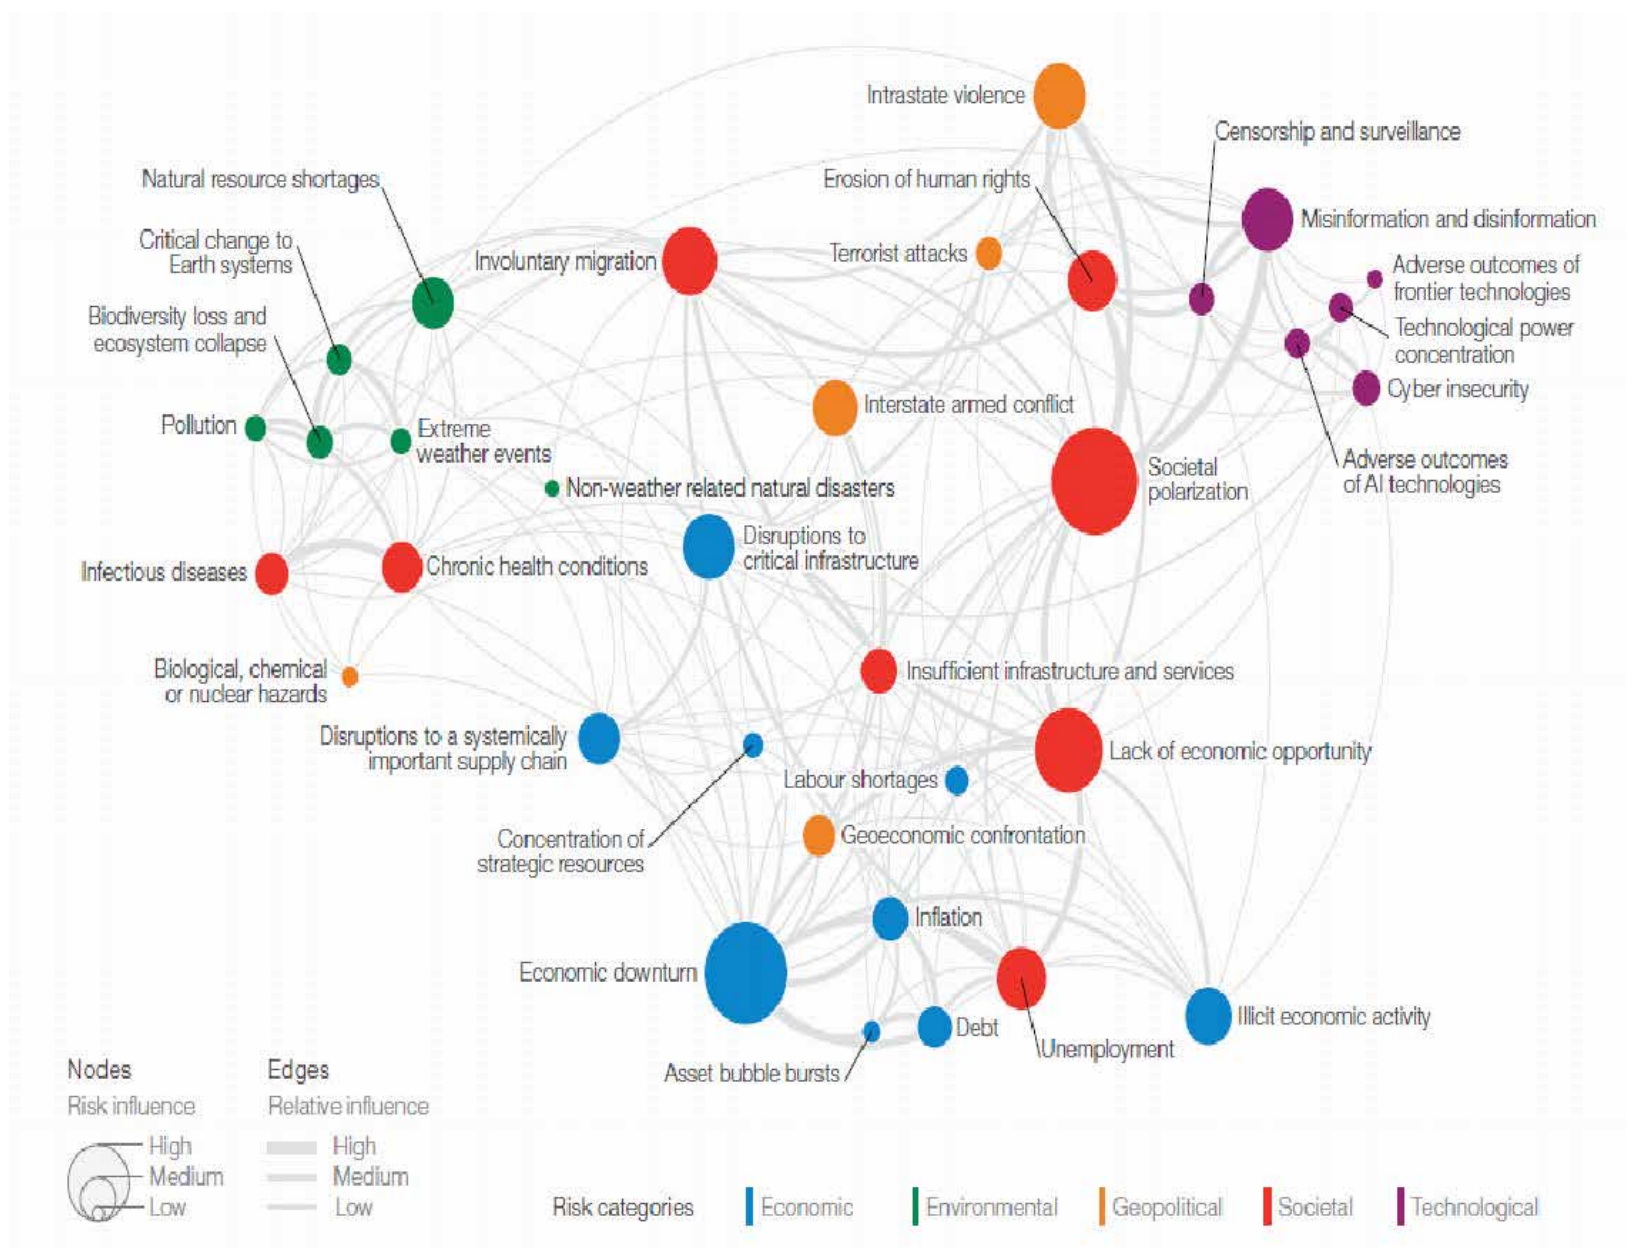 Intrastate violence
Censorship and surveillance
Natural resource shortages
Erosion of human rights
Misinformation and disinformation
Critical change to
Earth systems
Involuntary migration
Terrorist attacks
Adverse outcomes of
frontier technologies
Biodiversity loss and
ecosystem collapse
Technological power
concentration
Cyber insecurity
Interstate armed conflict
Pollution
Extreme
weather events
Societal
polarization
Adverse outcomes
of AI technologies
Non-weather related natural disasters
Disruptions to
critical infrastructure
Infectious diseases
Chronic health conditions
Biological, chemical
or nuclear hazards
Insufficient infrastructure and services
Disruptions to a systemically
important supply chain
Lack of economic opportunity
Labour shortages
Concentration of
strategic resources
Geoeconomic confrontation
Inflation
Economic downturn
Illicit economic activity
Debt
Unemployment
Asset bubble bursts
Nodes
Risk influence
High
Medium
Low
Edges
Relative influence
High
Medium
Low
Risk categories
Economic
Environmental
Geopolitical
Societal
Technological